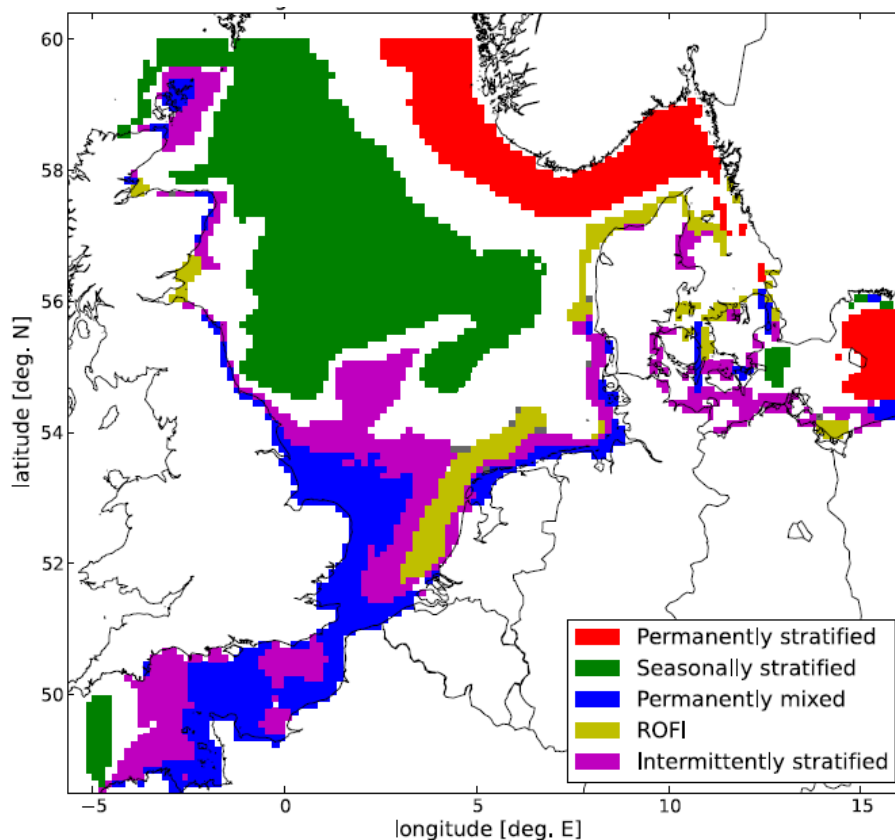 60
58
56
54
52
50
latitude [deg. N]
−5
0
5
10
15
longitude [deg. E]
Permanently stratified
Seasonally stratified
Permanently mixed
ROFI
Intermittently stratified